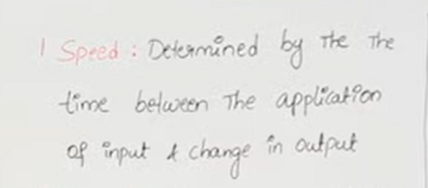 1 Speed : Determined by the the
time between the application
of input & change in output